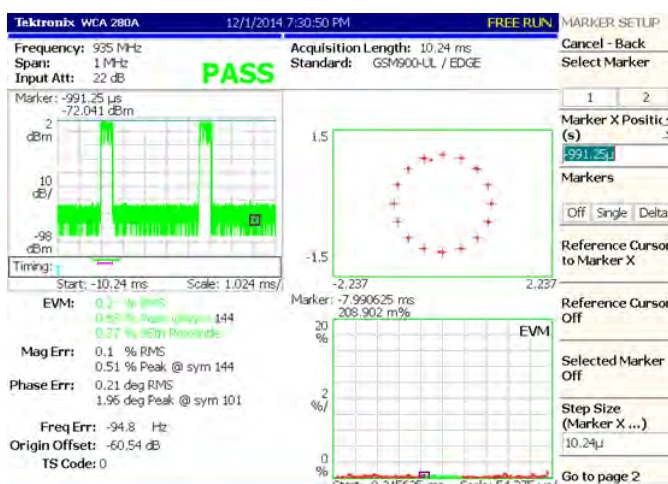 Tektronix WCA 280A 12/1/2014 7:30:50 PM FREE RUN
Frequency: 935 MHz
Span: 1 MHz
Input Att: 22 dB
PASS
Acquisition Length: 10.24 ms
Standard: GSM900-UL / EDGE
Marker: -991.25 µs
-72.041 dBm
2
dBm
10
dB/
-98
dBm
Timing:
Start: -10.24 ms Scale: 1.024 ms/
1.5
-1.5
-2.237 2.237
EVM: 0.2 % RMS
144
Mag Err: 0.1 % RMS
0.51 % Peak @ sym 144
Phase Err: 0.21 deg RMS
1.96 deg Peak @ sym 101
Freq Err: -94.8 Hz
Origin Offset: -60.54 dB
TS Code: 0
Marker: -7.990625 ms
208.902 m%
20
%
EVM
2
%/
0
%
MARKER SETUP
Cancel - Back
Select Marker
1 2
Marker X Positio
(s)
-991.25µ
Markers
Off Single Delta
Reference Cursor
to Marker X
Reference Cursor
Off
Selected Marker
Off
Step Size
(Marker X ...)
10.24µ
Go to page 2